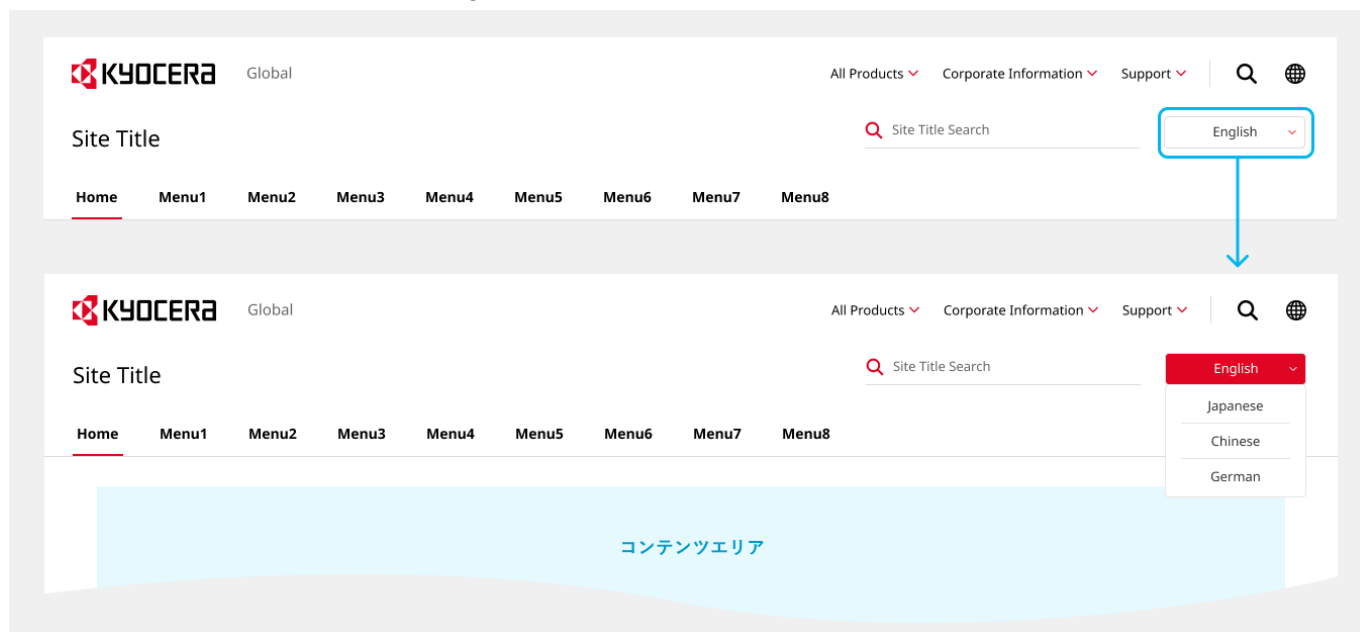 KYOCERA Global All Products Corporate Information Support
Site Title Site Title Search English
Home Menu1 Menu2 Menu3 Menu4 Menu5 Menu6 Menu7 Menu8
KYOCERA Global All Products Corporate Information Support
Site Title Site Title Search English
Japanese
Home Menu1 Menu2 Menu3 Menu4 Menu5 Menu6 Menu7 Menu8 Chinese
German
コンテンツエリア